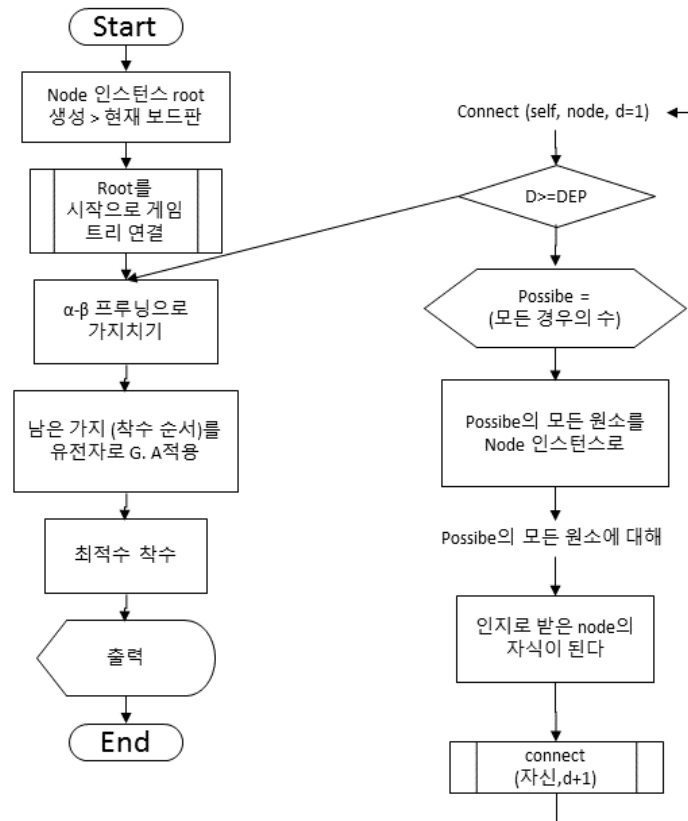 Start
Node 인스턴스 root
생성 > 현재 보드판
Root를
시작으로 게임
트리 연결
α-β 프루닝으로
가지치기
남은 가지 (착수 순서)를
유전자로 G. A적용
최적수 착수
출력
End
Connect (self, node, d=1)
D>=DEP
Possibe =
(모든 경우의 수)
Possibe의 모든 원소를
Node 인스턴스로
Possibe의 모든 원소에 대해
인지로 받은 node의
자식이 된다
connect
(자신,d+1)